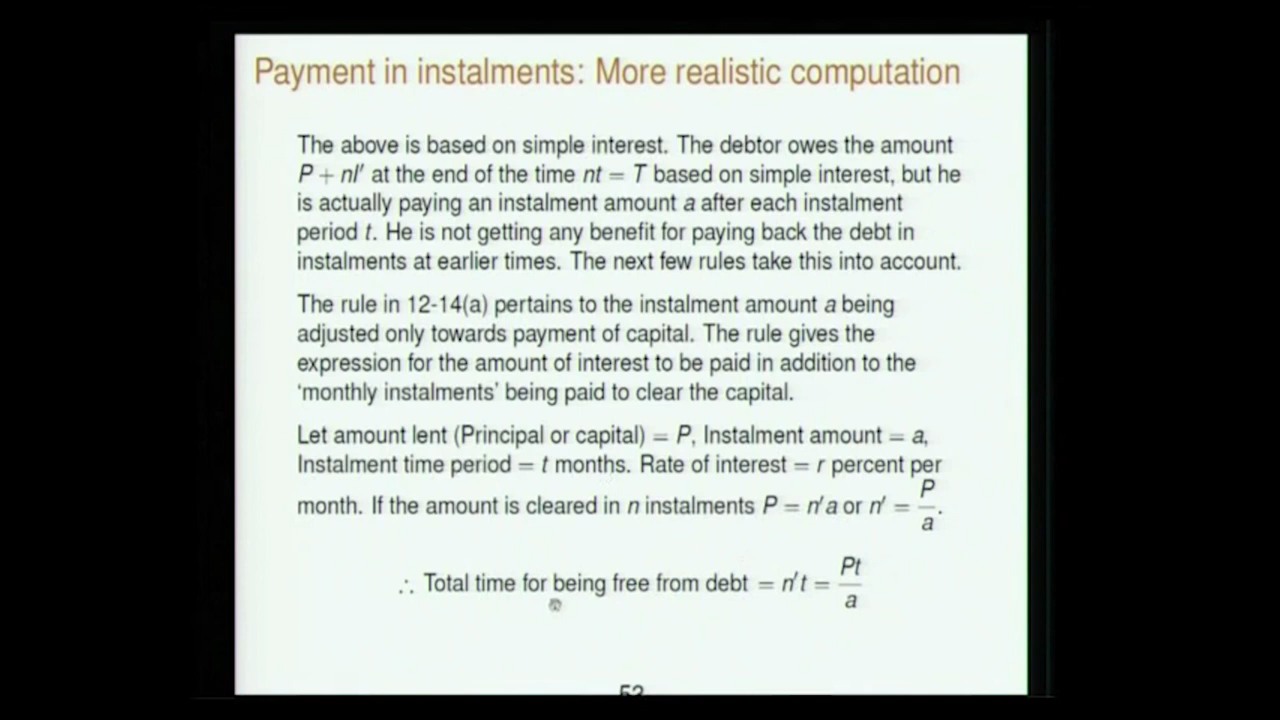 Payment in instalments: More realistic computation
The above is based on simple interest. The debtor owes the amount
P + nI′ at the end of the time nt = T based on simple interest, but he
is actually paying an instalment amount a after each instalment
period t. He is not getting any benefit for paying back the debt in
instalments at earlier times. The next few rules take this into account.
The rule in 12-14(a) pertains to the instalment amount a being
adjusted only towards payment of capital. The rule gives the
expression for the amount of interest to be paid in addition to the
‘monthly instalments’ being paid to clear the capital.
Let amount lent (Principal or capital) = P, Instalment amount = a,
Instalment time period = t months. Rate of interest = r percent per
month. If the amount is cleared in n instalments P = n′a or n′ = P/a.
∴ Total time for being free from debt = n′t = Pt/a
52